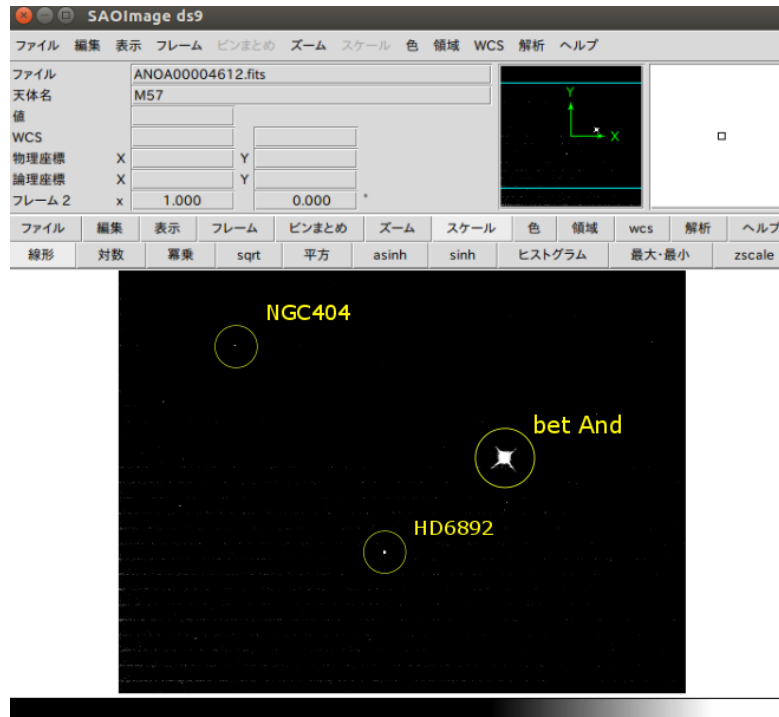 SAOImage ds9
ファイル 編集 表示 フレーム ビンまとめ ズーム スケール 色 領域 WCS 解析 ヘルプ
ファイル ANOA00004612.fits
天体名 M57
値
WCS
物理座標 X Y
論理座標 X Y
フレーム 2 x 1.000 0.000 °
Y
X
ファイル 編集 表示 フレーム ビンまとめ ズーム スケール 色 領域 wcs 解析 ヘルプ
線形 対数 冪乗 sqrt 平方 asinh sinh ヒストグラム 最大・最小 zscale
NGC404
bet And
HD6892